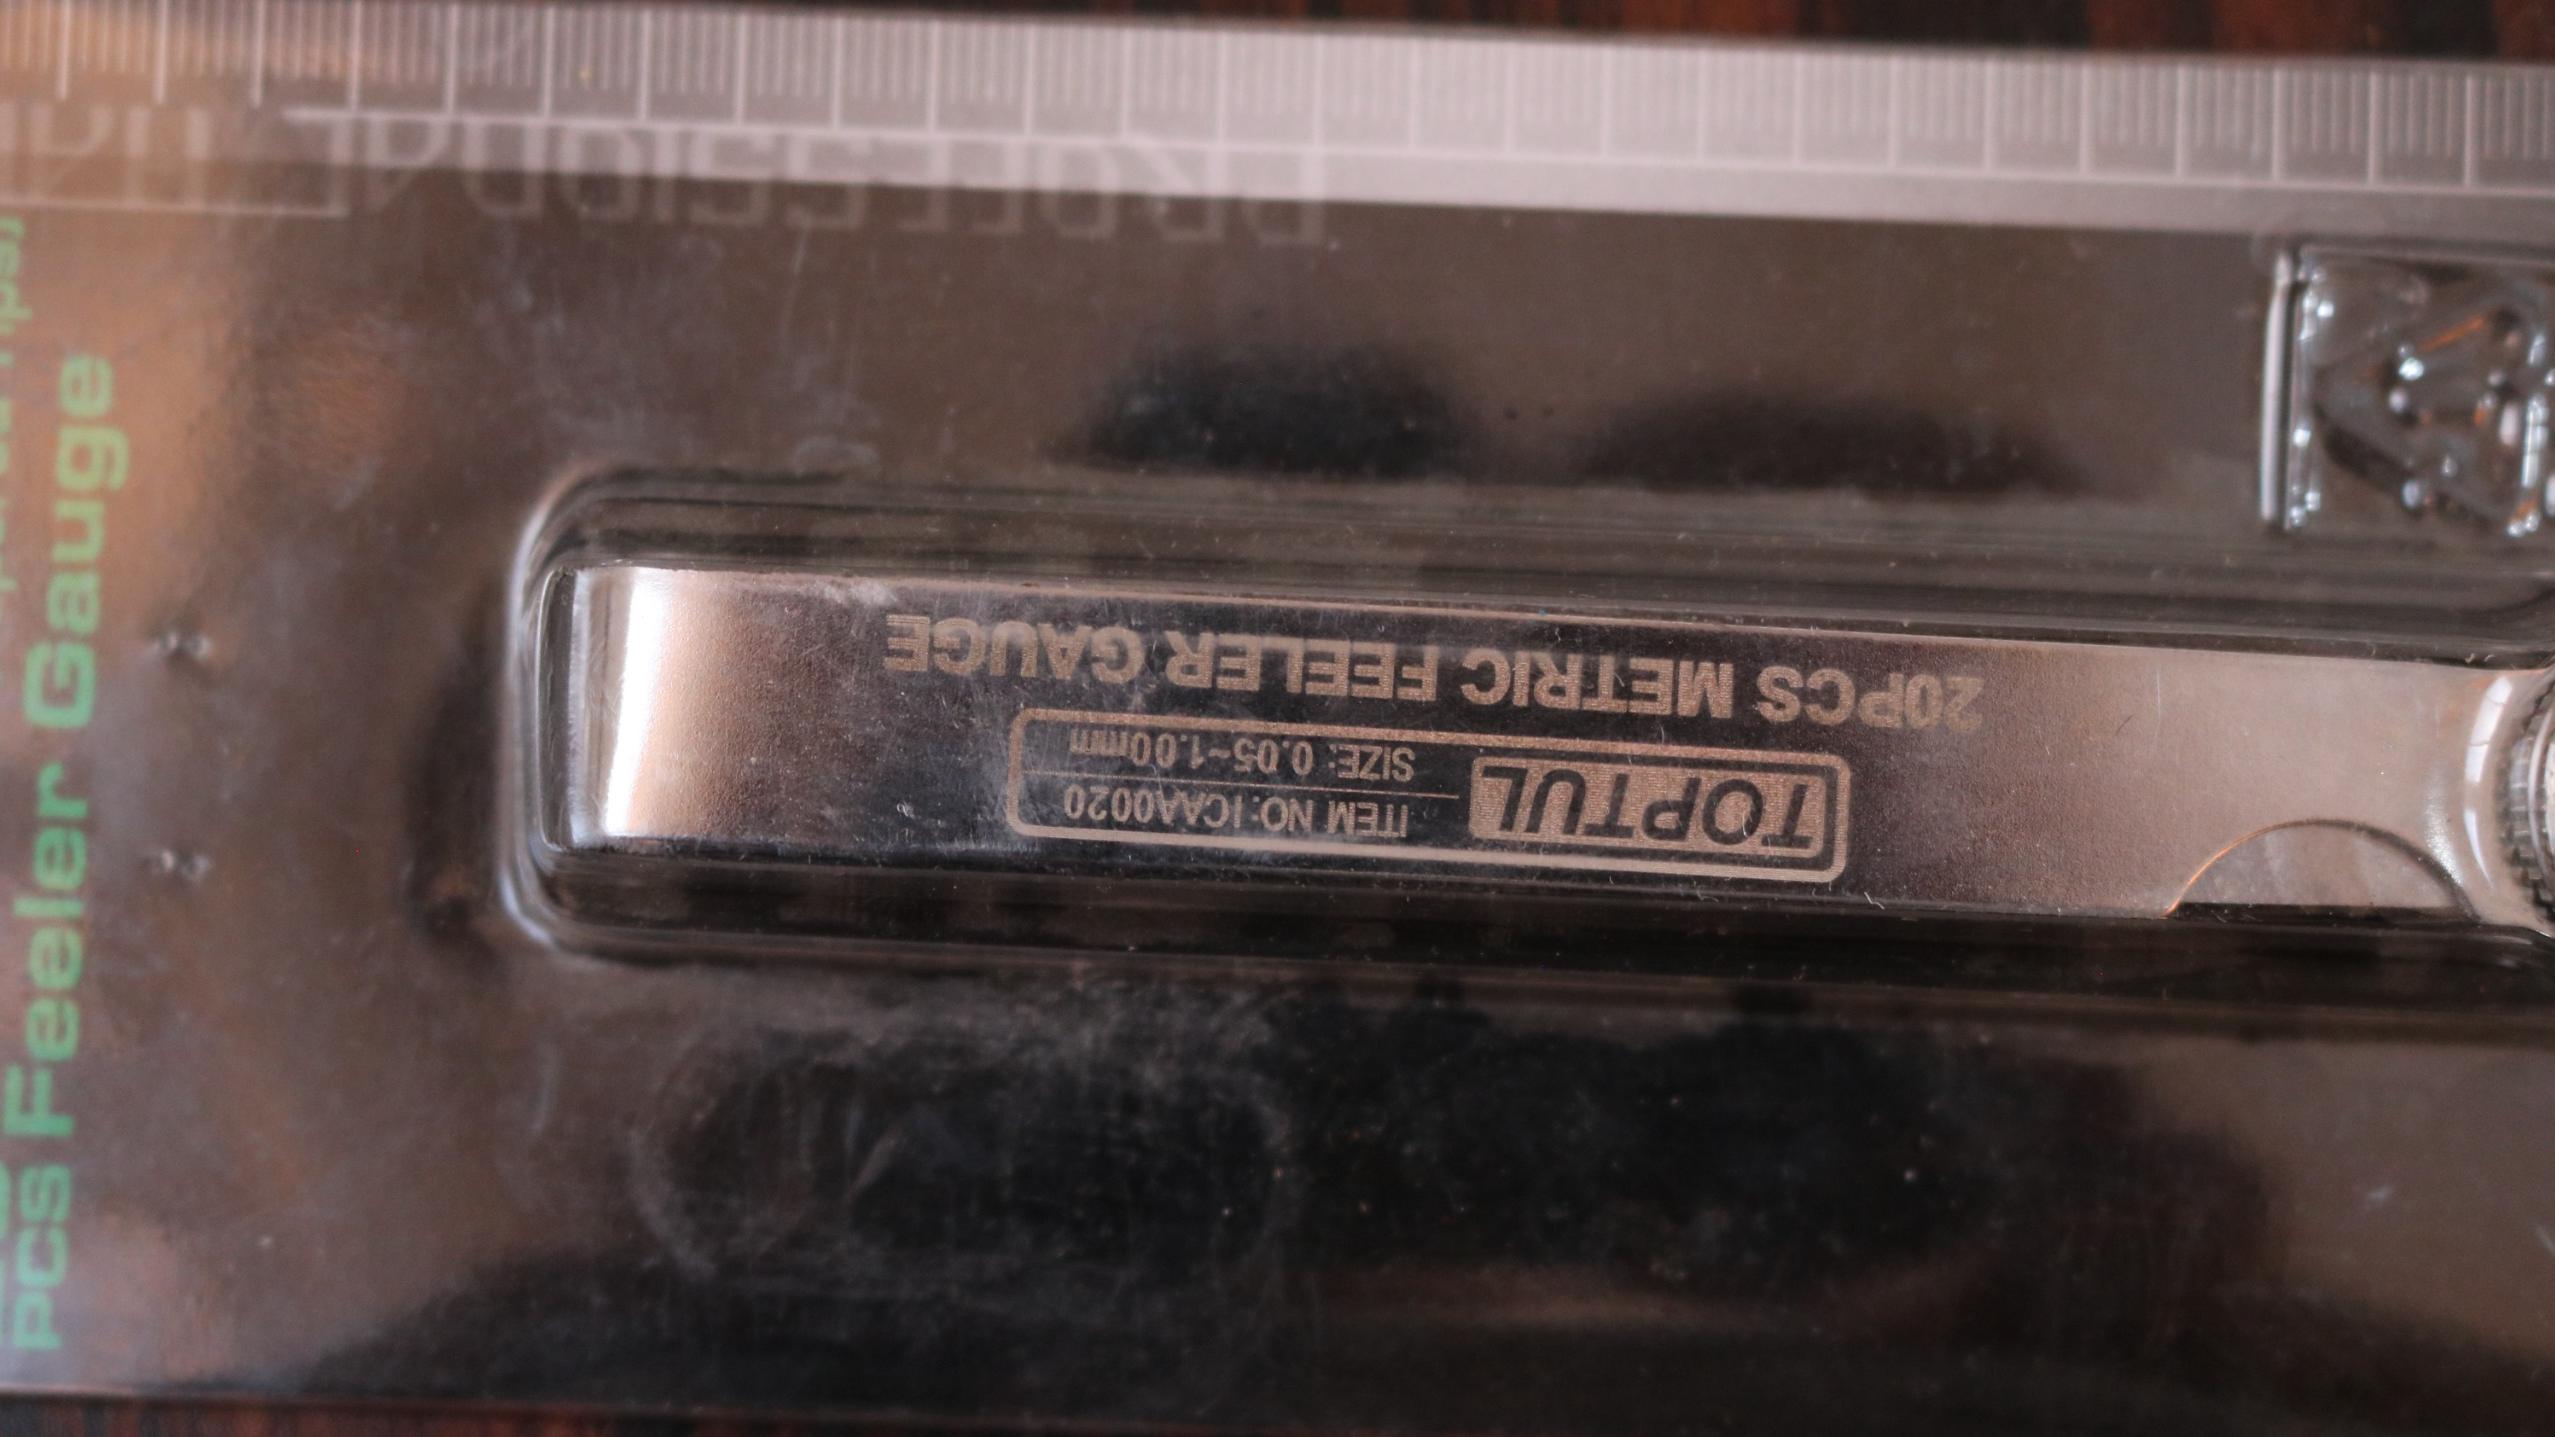 20PCS METRIC FEELER GAUGE
TOPTUL
ITEM NO: ICAA0020
SIZE: 0.05~1.00mm
pcs Feeler Gauge